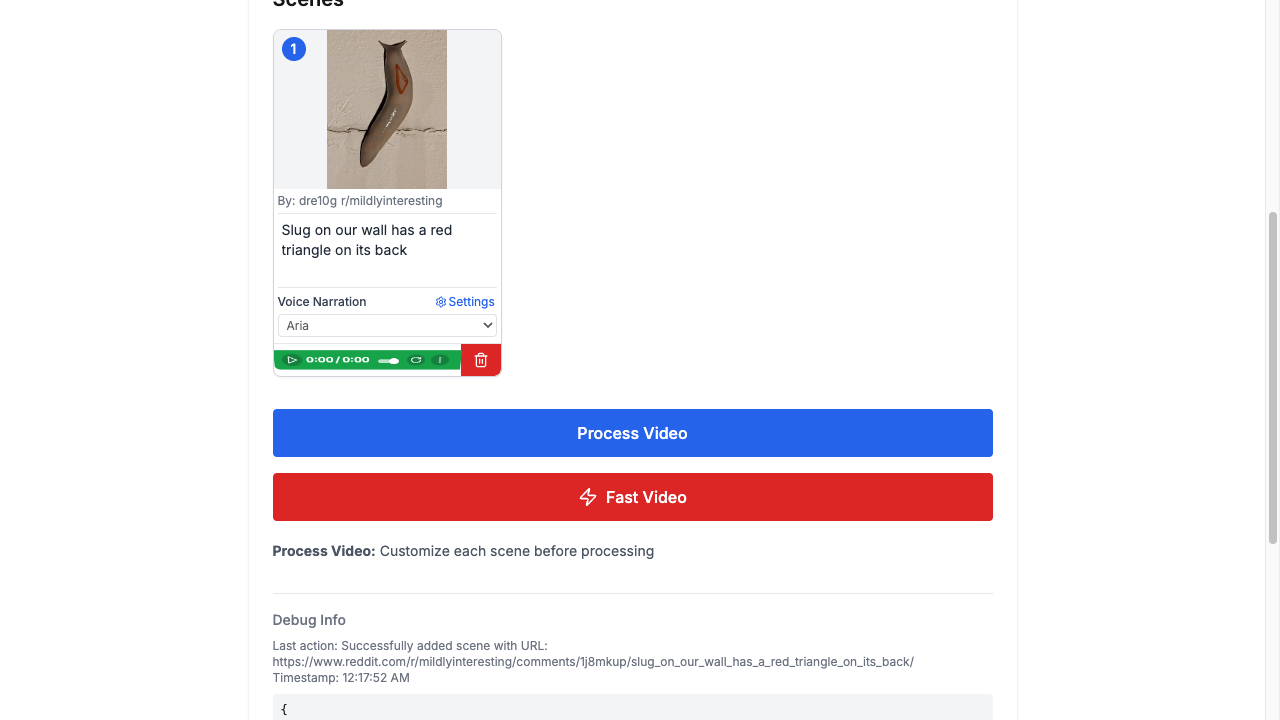 Scenes
1
By: dre10g r/mildlyinteresting
Slug on our wall has a red
triangle on its back
Voice Narration
Settings
Aria
0:00 / 0:00
Process Video
Fast Video
Process Video: Customize each scene before processing
Debug Info
Last action: Successfully added scene with URL:
https://www.reddit.com/r/mildlyinteresting/comments/1j8mkup/slug_on_our_wall_has_a_red_triangle_on_its_back/
Timestamp: 12:17:52 AM
{